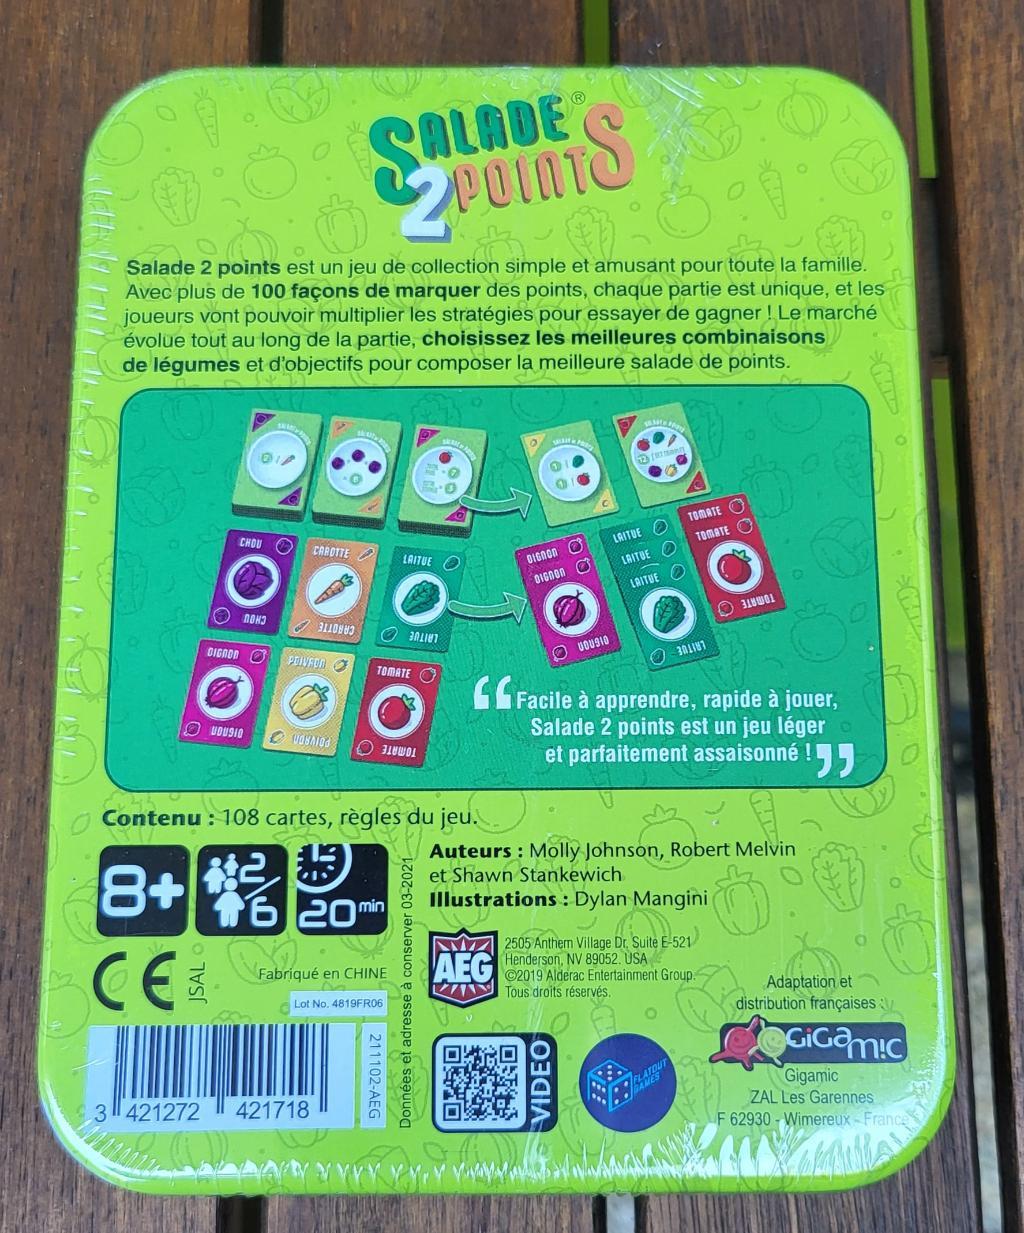 SALADE®
2 POINTS
Salade 2 points est un jeu de collection simple et amusant pour toute la famille.
Avec plus de 100 façons de marquer des points, chaque partie est unique, et les
joueurs vont pouvoir multiplier les stratégies pour essayer de gagner ! Le marché
évolue tout au long de la partie, choisissez les meilleures combinaisons
de légumes et d'objectifs pour composer la meilleure salade de points.
CHOU
CHOU
CAROTTE
CAROTTE
LAITUE
LAITUE
OIGNON
OIGNON
OIGNON
LAITUE
LAITUE
LAITUE
LAITUE
TOMATE
TOMATE
TOMATE
OIGNON
OIGNON
POIVRON
POIVRON
TOMATE
TOMATE
“Facile à apprendre, rapide à jouer,
Salade 2 points est un jeu léger
et parfaitement assaisonné !”
Contenu : 108 cartes, règles du jeu.
8+
2/6
20 min
Auteurs : Molly Johnson, Robert Melvin
et Shawn Stankewich
Illustrations : Dylan Mangini
CE
JSAL
Fabriqué en CHINE
Lot No. 4819FR06
3 421272 421718
2111102-AEG
Données et adresse à conserver 03-2021
AEG
2505 Anthem Village Dr. Suite E-521
Henderson, NV 89052. USA
©2019 Alderac Entertainment Group.
Tous droits réservés.
VIDEO
FLATOUT
GAMES
Adaptation et
distribution françaises :
GIGAMIC
Gigamic
ZAL Les Garennes
F 62930 - Wimereux - France